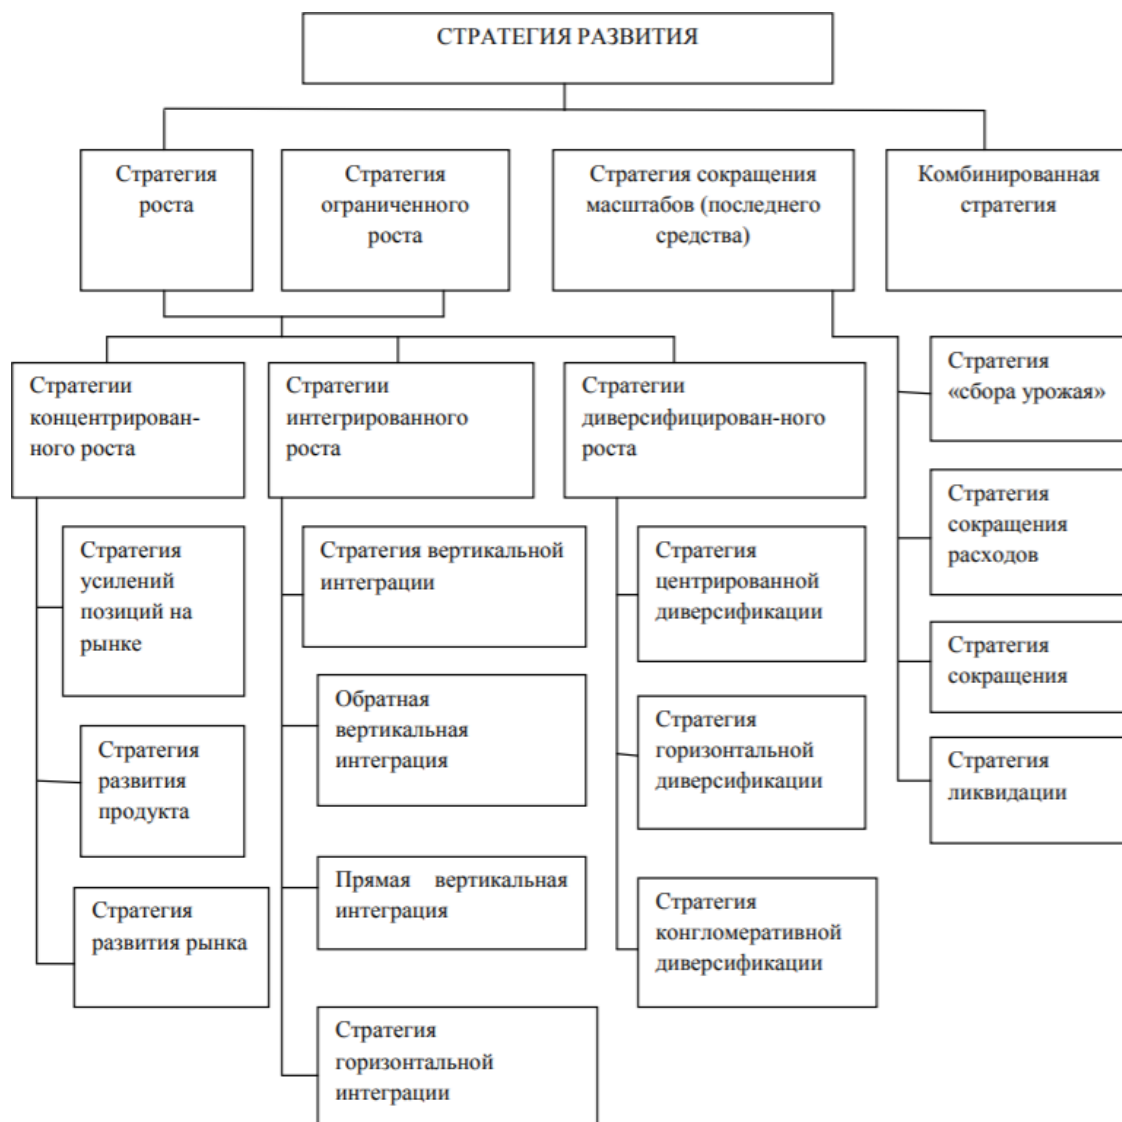 СТРАТЕГИЯ РАЗВИТИЯ
Стратегия
роста
Стратегия
ограниченного
роста
Стратегия сокращения
масштабов (последнего
средства)
Комбинированная
стратегия
Стратегии
концентрирован-
ного роста
Стратегии
интегрированного
роста
Стратегии
диверсифицирован-ного
роста
Стратегия
«сбора урожая»
Стратегия
сокращения
расходов
Стратегия
сокращения
Стратегия
ликвидации
Стратегия
усилений
позиций на
рынке
Стратегия
развития
продукта
Стратегия
развития рынка
Стратегия вертикальной
интеграции
Обратная
вертикальная
интеграция
Прямая вертикальная
интеграция
Стратегия
горизонтальной
интеграции
Стратегия
центрированной
диверсификации
Стратегия
горизонтальной
диверсификации
Стратегия
конгломеративной
диверсификации